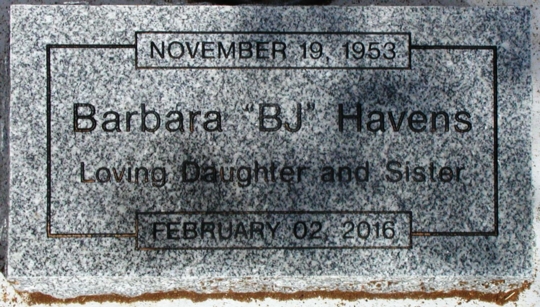 NOVEMBER 19, 1953
Barbara "BJ" Havens
Loving Daughter and Sister
FEBRUARY 02, 2016